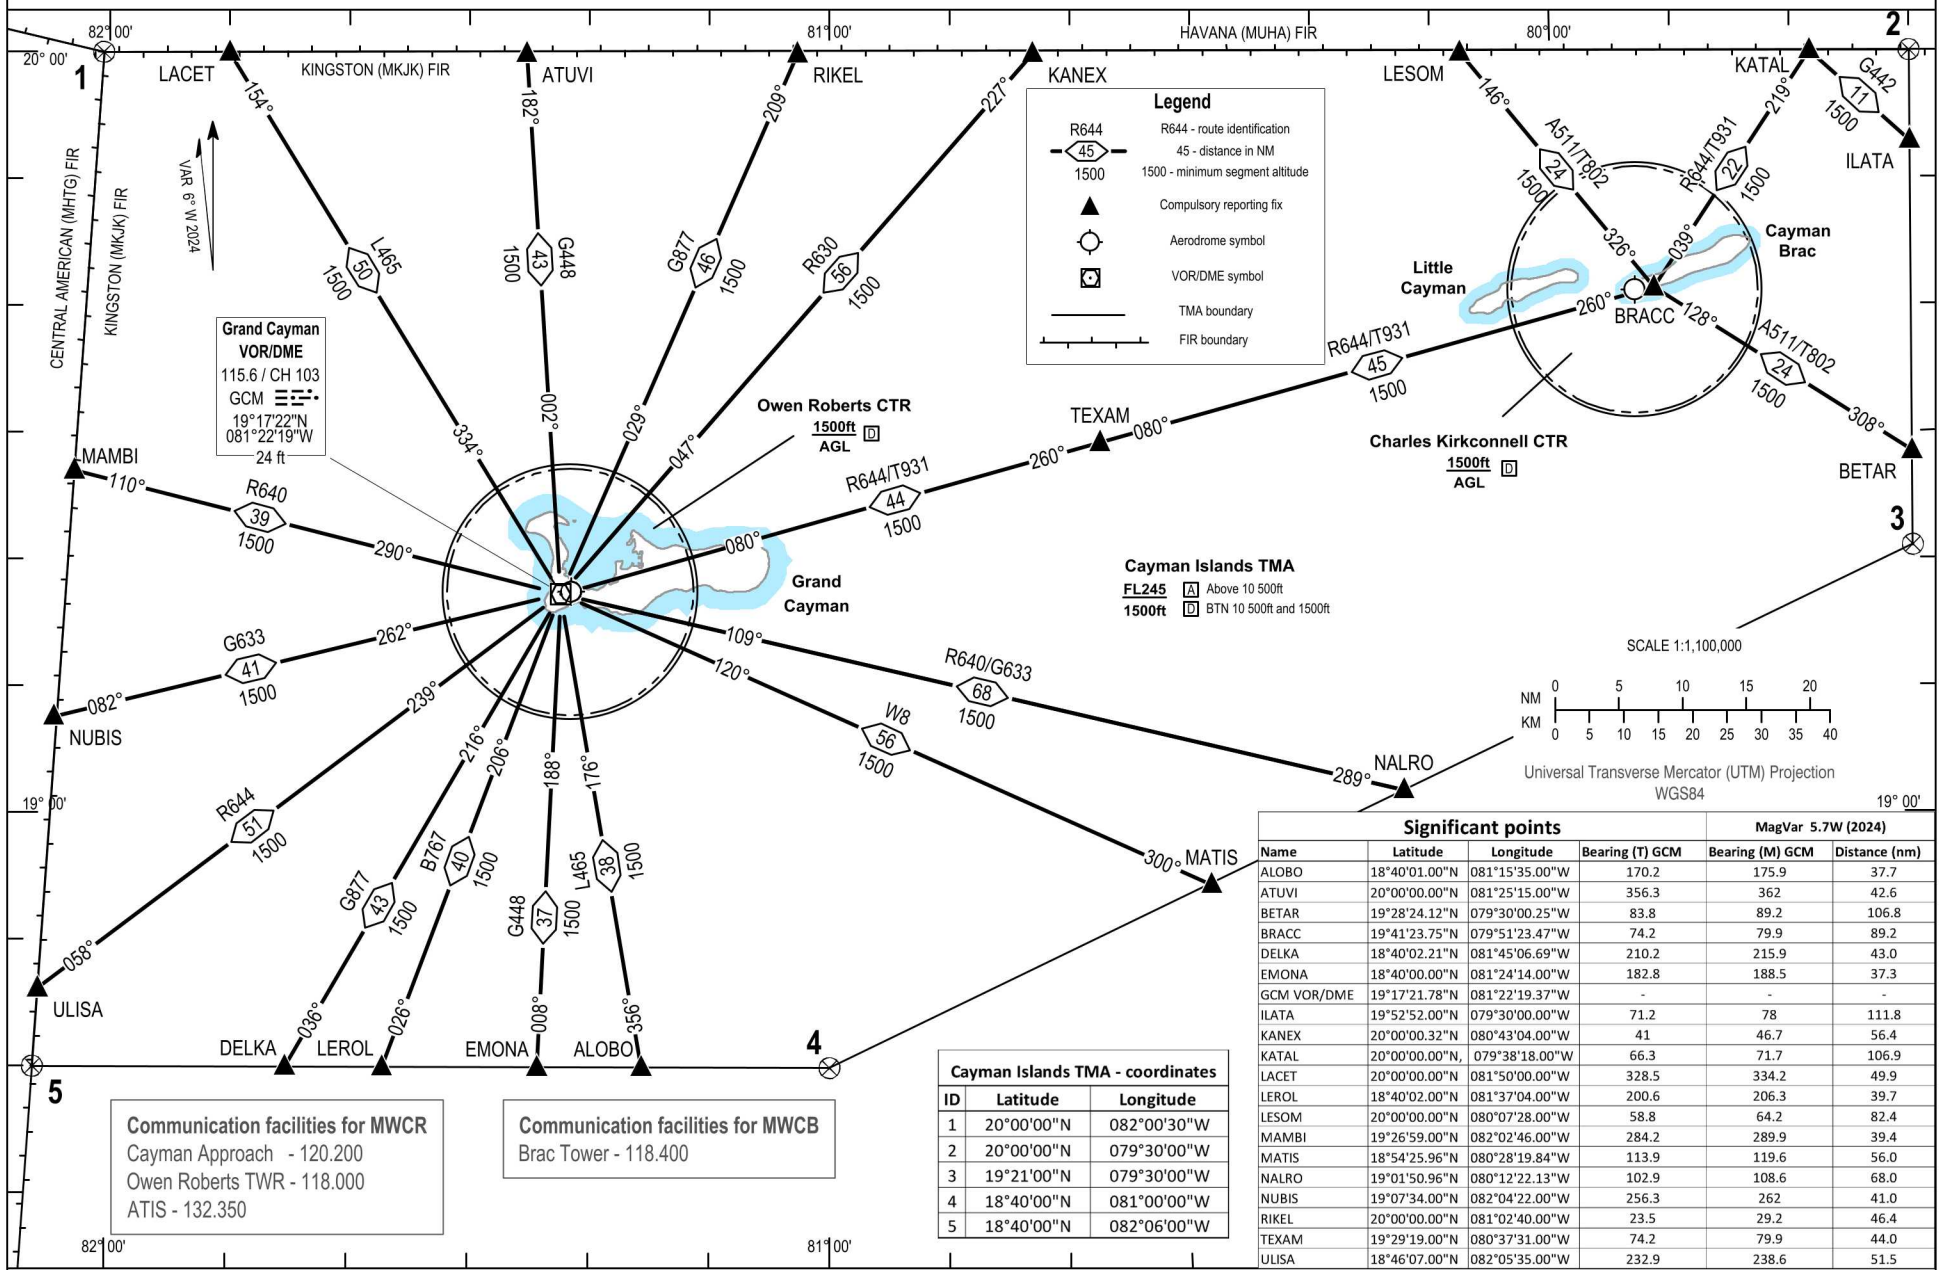 82° 00'
81° 00'
HAVANA (MUHA) FIR
80° 00'
2
20° 00'
1
LACET
KINGSTON (MKJK) FIR
ATUVI
RIKEL
KANEX
LESOM
KATAL
G442
11
1500
ILATA
154°
182°
209°
227°
146°
219°
VAR 6° W 2024
CENTRAL AMERICAN (MHTG) FIR
KINGSTON (MKJK) FIR
Legend
R644
45
1500
R644 - route identification
45 - distance in NM
1500 - minimum segment altitude
Compulsory reporting fix
Aerodrome symbol
VOR/DME symbol
TMA boundary
FIR boundary
A511/T802
24
1500
R644/T931
22
1500
L465
50
1500
G448
43
1500
G877
46
1500
R630
56
1500
326°
039°
Cayman
Brac
Little
Cayman
260°
BRACC
128°
A511/T802
24
1500
308°
BETAR
R644/T931
45
1500
Grand Cayman
VOR/DME
115.6 / CH 103
GCM
19°17'22"N
081°22'19"W
24 ft
Owen Roberts CTR
1500ft D
AGL
TEXAM
080°
260°
Charles Kirkconnell CTR
1500ft D
AGL
334°
002°
029°
047°
R644/T931
44
1500
080°
MAMBI
110°
R640
39
1500
290°
3
Grand
Cayman
Cayman Islands TMA
FL245 A Above 10 500ft
1500ft D BTN 10 500ft and 1500ft
G633
41
1500
262°
082°
NUBIS
239°
216°
206°
188°
176°
109°
120°
R640/G633
68
1500
W8
56
1500
SCALE 1:1,100,000
NM 0 5 10 15 20
KM
0 5 10 15 20 25 30 35 40
Universal Transverse Mercator (UTM) Projection
WGS84
289°
NALRO
300°
MATIS
19° 00'
19° 00'
R644
51
1500
058°
ULISA
G877
43
1500
B767
40
1500
G448
37
1500
L465
38
1500
036°
026°
008°
356°
DELKA
LEROL
EMONA
ALOBO
4
5
Significant points MagVar 5.7W (2024)
Name Latitude Longitude Bearing (T) GCM Bearing (M) GCM Distance (nm)
ALOBO 18°40'01.00"N 081°15'35.00"W 170.2 175.9 37.7
ATUVI 20°00'00.00"N 081°25'15.00"W 356.3 362 42.6
BETAR 19°28'24.12"N 079°30'00.25"W 83.8 89.2 106.8
BRACC 19°41'23.75"N 079°51'23.47"W 74.2 79.9 89.2
DELKA 18°40'02.21"N 081°45'06.69"W 210.2 215.9 43.0
EMONA 18°40'00.00"N 081°24'14.00"W 182.8 188.5 37.3
GCM VOR/DME 19°17'21.78"N 081°22'19.37"W - - -
ILATA 19°52'52.00"N 079°30'00.00"W 71.2 78 111.8
KANEX 20°00'00.32"N 080°43'04.00"W 41 46.7 56.4
KATAL 20°00'00.00"N, 079°38'18.00"W 66.3 71.7 106.9
LACET 20°00'00.00"N 081°50'00.00"W 328.5 334.2 49.9
LEROL 18°40'02.00"N 081°37'04.00"W 200.6 206.3 39.7
LESOM 20°00'00.00"N 080°07'28.00"W 58.8 64.2 82.4
MAMBI 19°26'59.00"N 082°02'46.00"W 284.2 289.9 39.4
MATIS 18°54'25.96"N 080°28'19.84"W 113.9 119.6 56.0
NALRO 19°01'50.96"N 080°12'22.13"W 102.9 108.6 68.0
NUBIS 19°07'34.00"N 082°04'22.00"W 256.3 262 41.0
RIKEL 20°00'00.00"N 081°02'40.00"W 23.5 29.2 46.4
TEXAM 19°29'19.00"N 080°37'31.00"W 74.2 79.9 44.0
ULISA 18°46'07.00"N 082°05'35.00"W 232.9 238.6 51.5
Cayman Islands TMA - coordinates
ID Latitude Longitude
1 20°00'00"N 082°00'30"W
2 20°00'00"N 079°30'00"W
3 19°21'00"N 079°30'00"W
4 18°40'00"N 081°00'00"W
5 18°40'00"N 082°06'00"W
Communication facilities for MWCR
Cayman Approach - 120.200
Owen Roberts TWR - 118.000
ATIS - 132.350
Communication facilities for MWCB
Brac Tower - 118.400
82° 00'
81° 00'